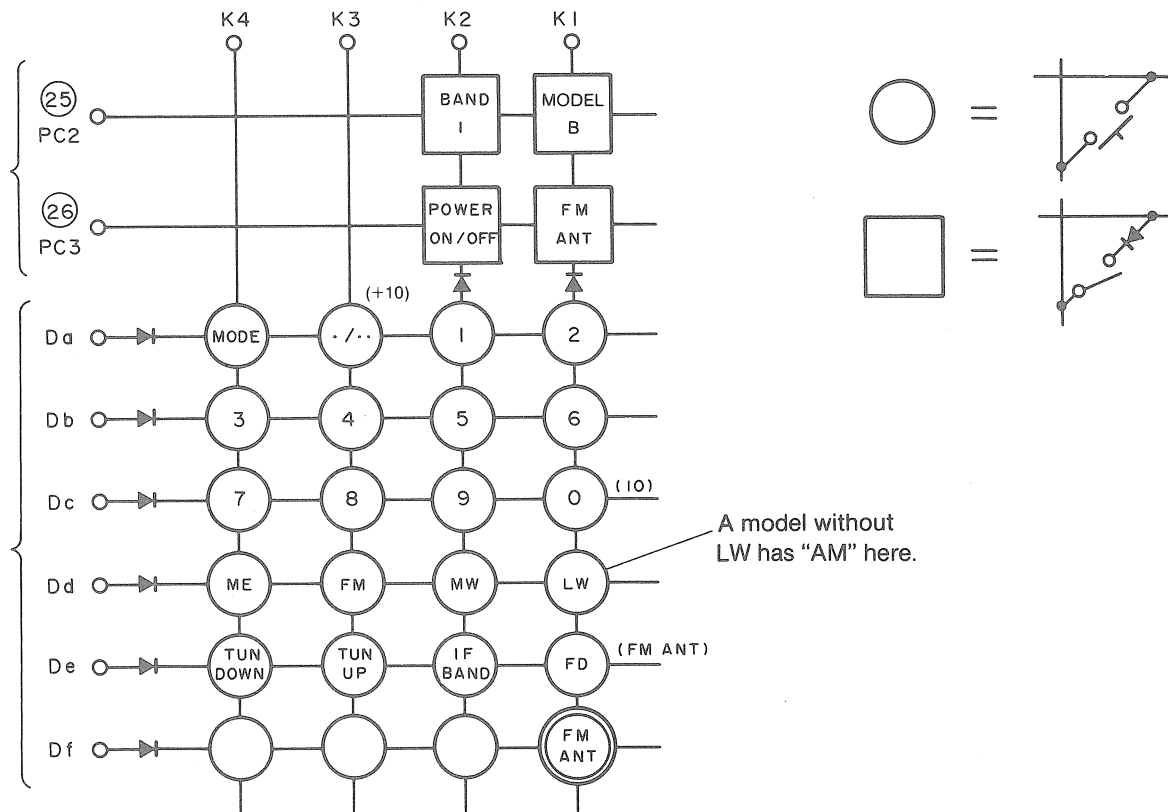 K4 K3 K2 K1
25
PC2
BAND
1
MODEL
B
26
PC3
POWER
ON/OFF
FM
ANT
(+10)
Da MODE ·/·· 1 2
Db 3 4 5 6
Dc 7 8 9 0 (10)
A model without
LW has “AM” here.
Dd ME FM MW LW
De
TUN
DOWN
TUN
UP
IF
BAND
FD
(FM ANT)
Df
FM
ANT
= 
=